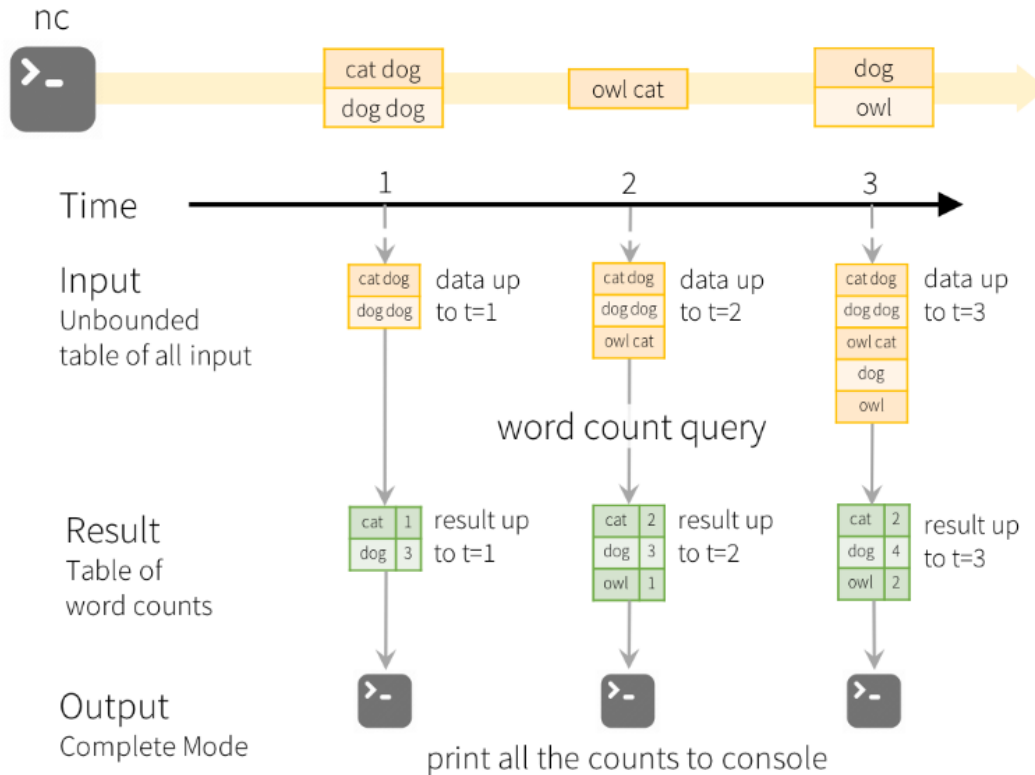 nc
cat dog
dog dog
owl cat
dog
owl
Time
1
2
3
Input
Unbounded
table of all input
cat dog
dog dog
data up
to t=1
cat dog
dog dog
owl cat
data up
to t=2
cat dog
dog dog
owl cat
dog
owl
data up
to t=3
word count query
Result
Table of
word counts
cat 1
dog 3
result up
to t=1
cat 2
dog 3
owl 1
result up
to t=2
cat 2
dog 4
owl 2
result up
to t=3
Output
Complete Mode
print all the counts to console